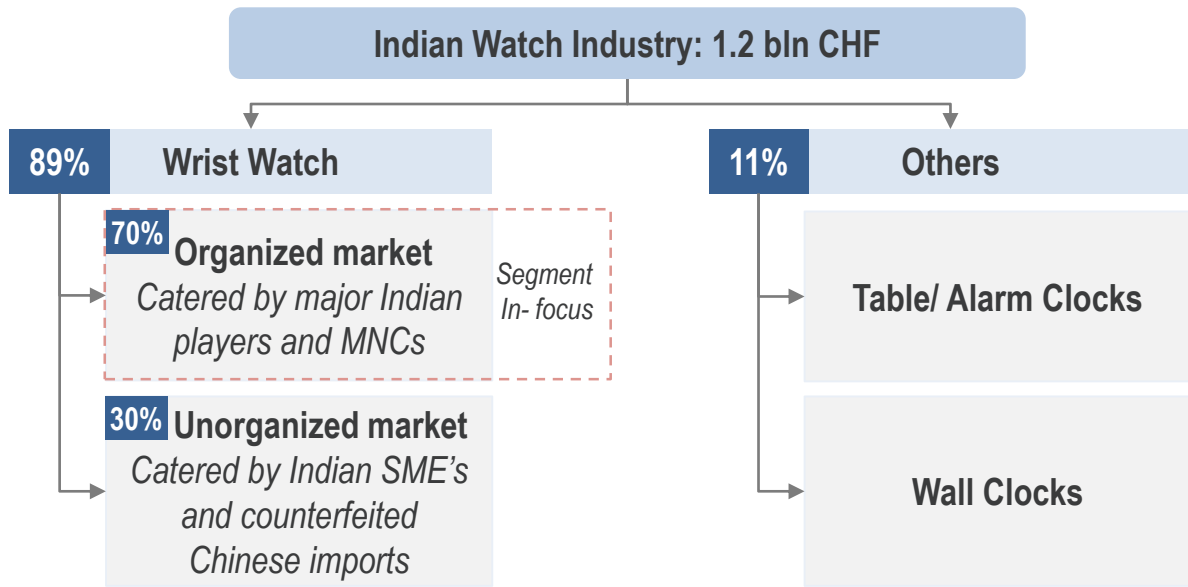 Indian Watch Industry: 1.2 bln CHF
89%
Wrist Watch
70%
Organized market
Catered by major Indian
players and MNCs
Segment
In- focus
30%
Unorganized market
Catered by Indian SME's
and counterfeited
Chinese imports
11%
Others
Table/ Alarm Clocks
Wall Clocks